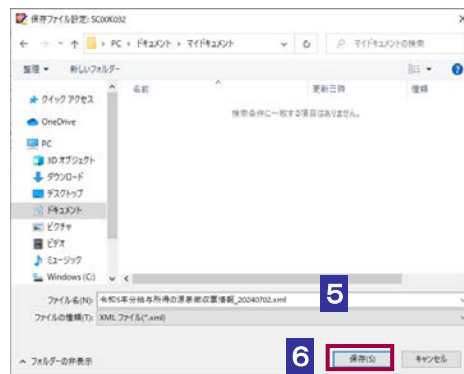 保存ファイル設定: SC00K032
PC › ドキュメント › マイドキュメント
マイドキュメントの検索
整理 新しいフォルダー
名前 更新日時 種類
検索条件に一致する項目はありません。
クイック アクセス
OneDrive
PC
3D オブジェクト
ダウンロード
デスクトップ
ドキュメント
ピクチャ
ビデオ
ミュージック
Windows (C:)
ファイル名(N): 令和5年分給与所得の源泉徴収票情報_20240702.xml
5
ファイルの種類(T): XML ファイル(*.xml)
フォルダーの非表示
6
保存(S) キャンセル